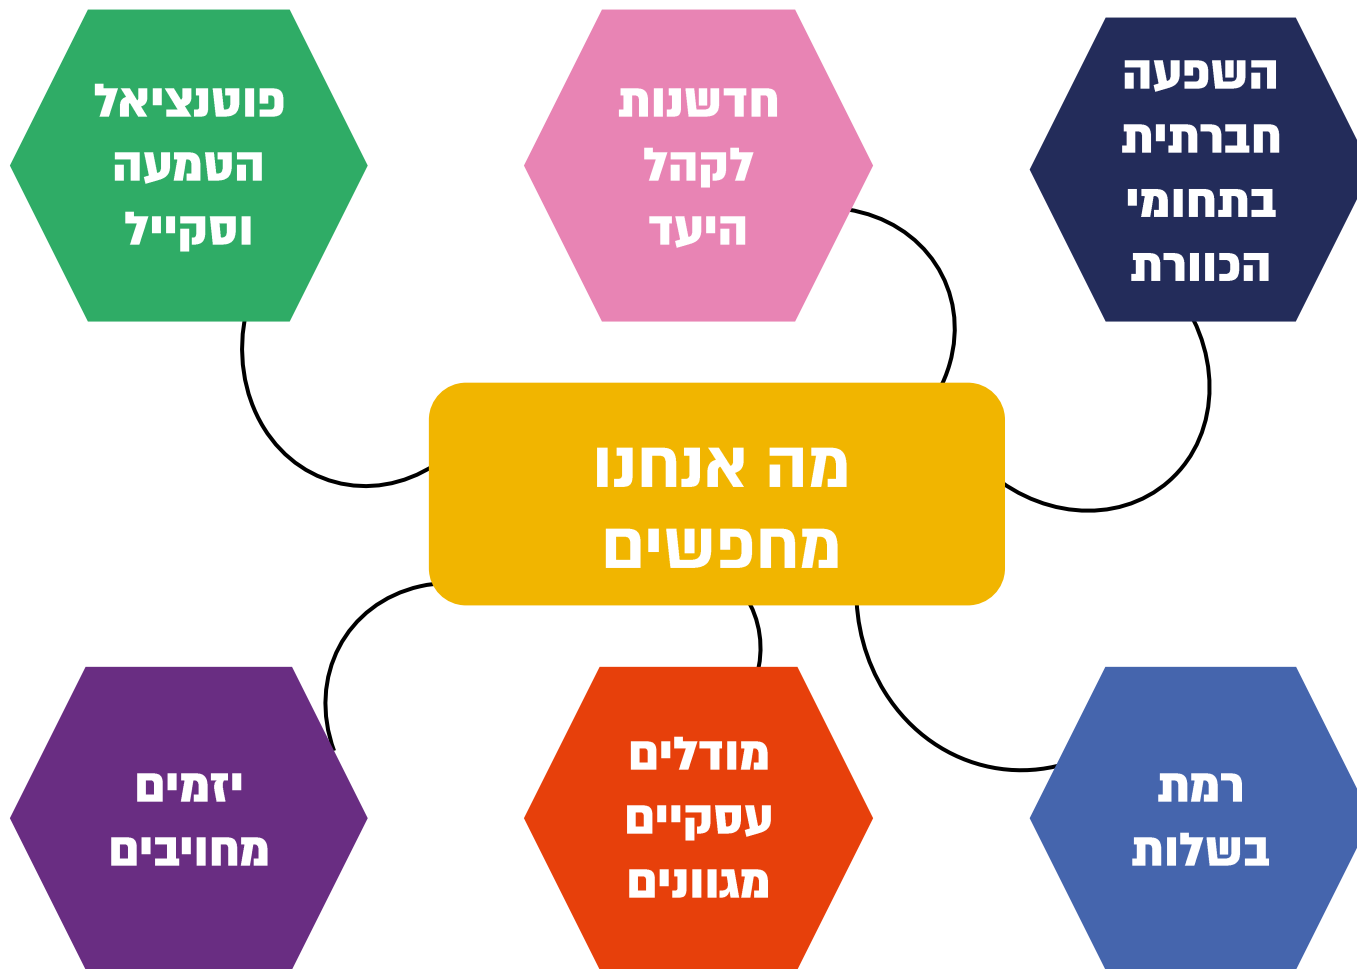 השפעה
חברתית
בתחומי
הכוורת
חדשנות
לקהל
היעד
פוטנציאל
הטמעה
וסקייל
מה אנחנו
מחפשים
רמת
בשלות
מודלים
עסקיים
מגוונים
יזמים
מחויבים